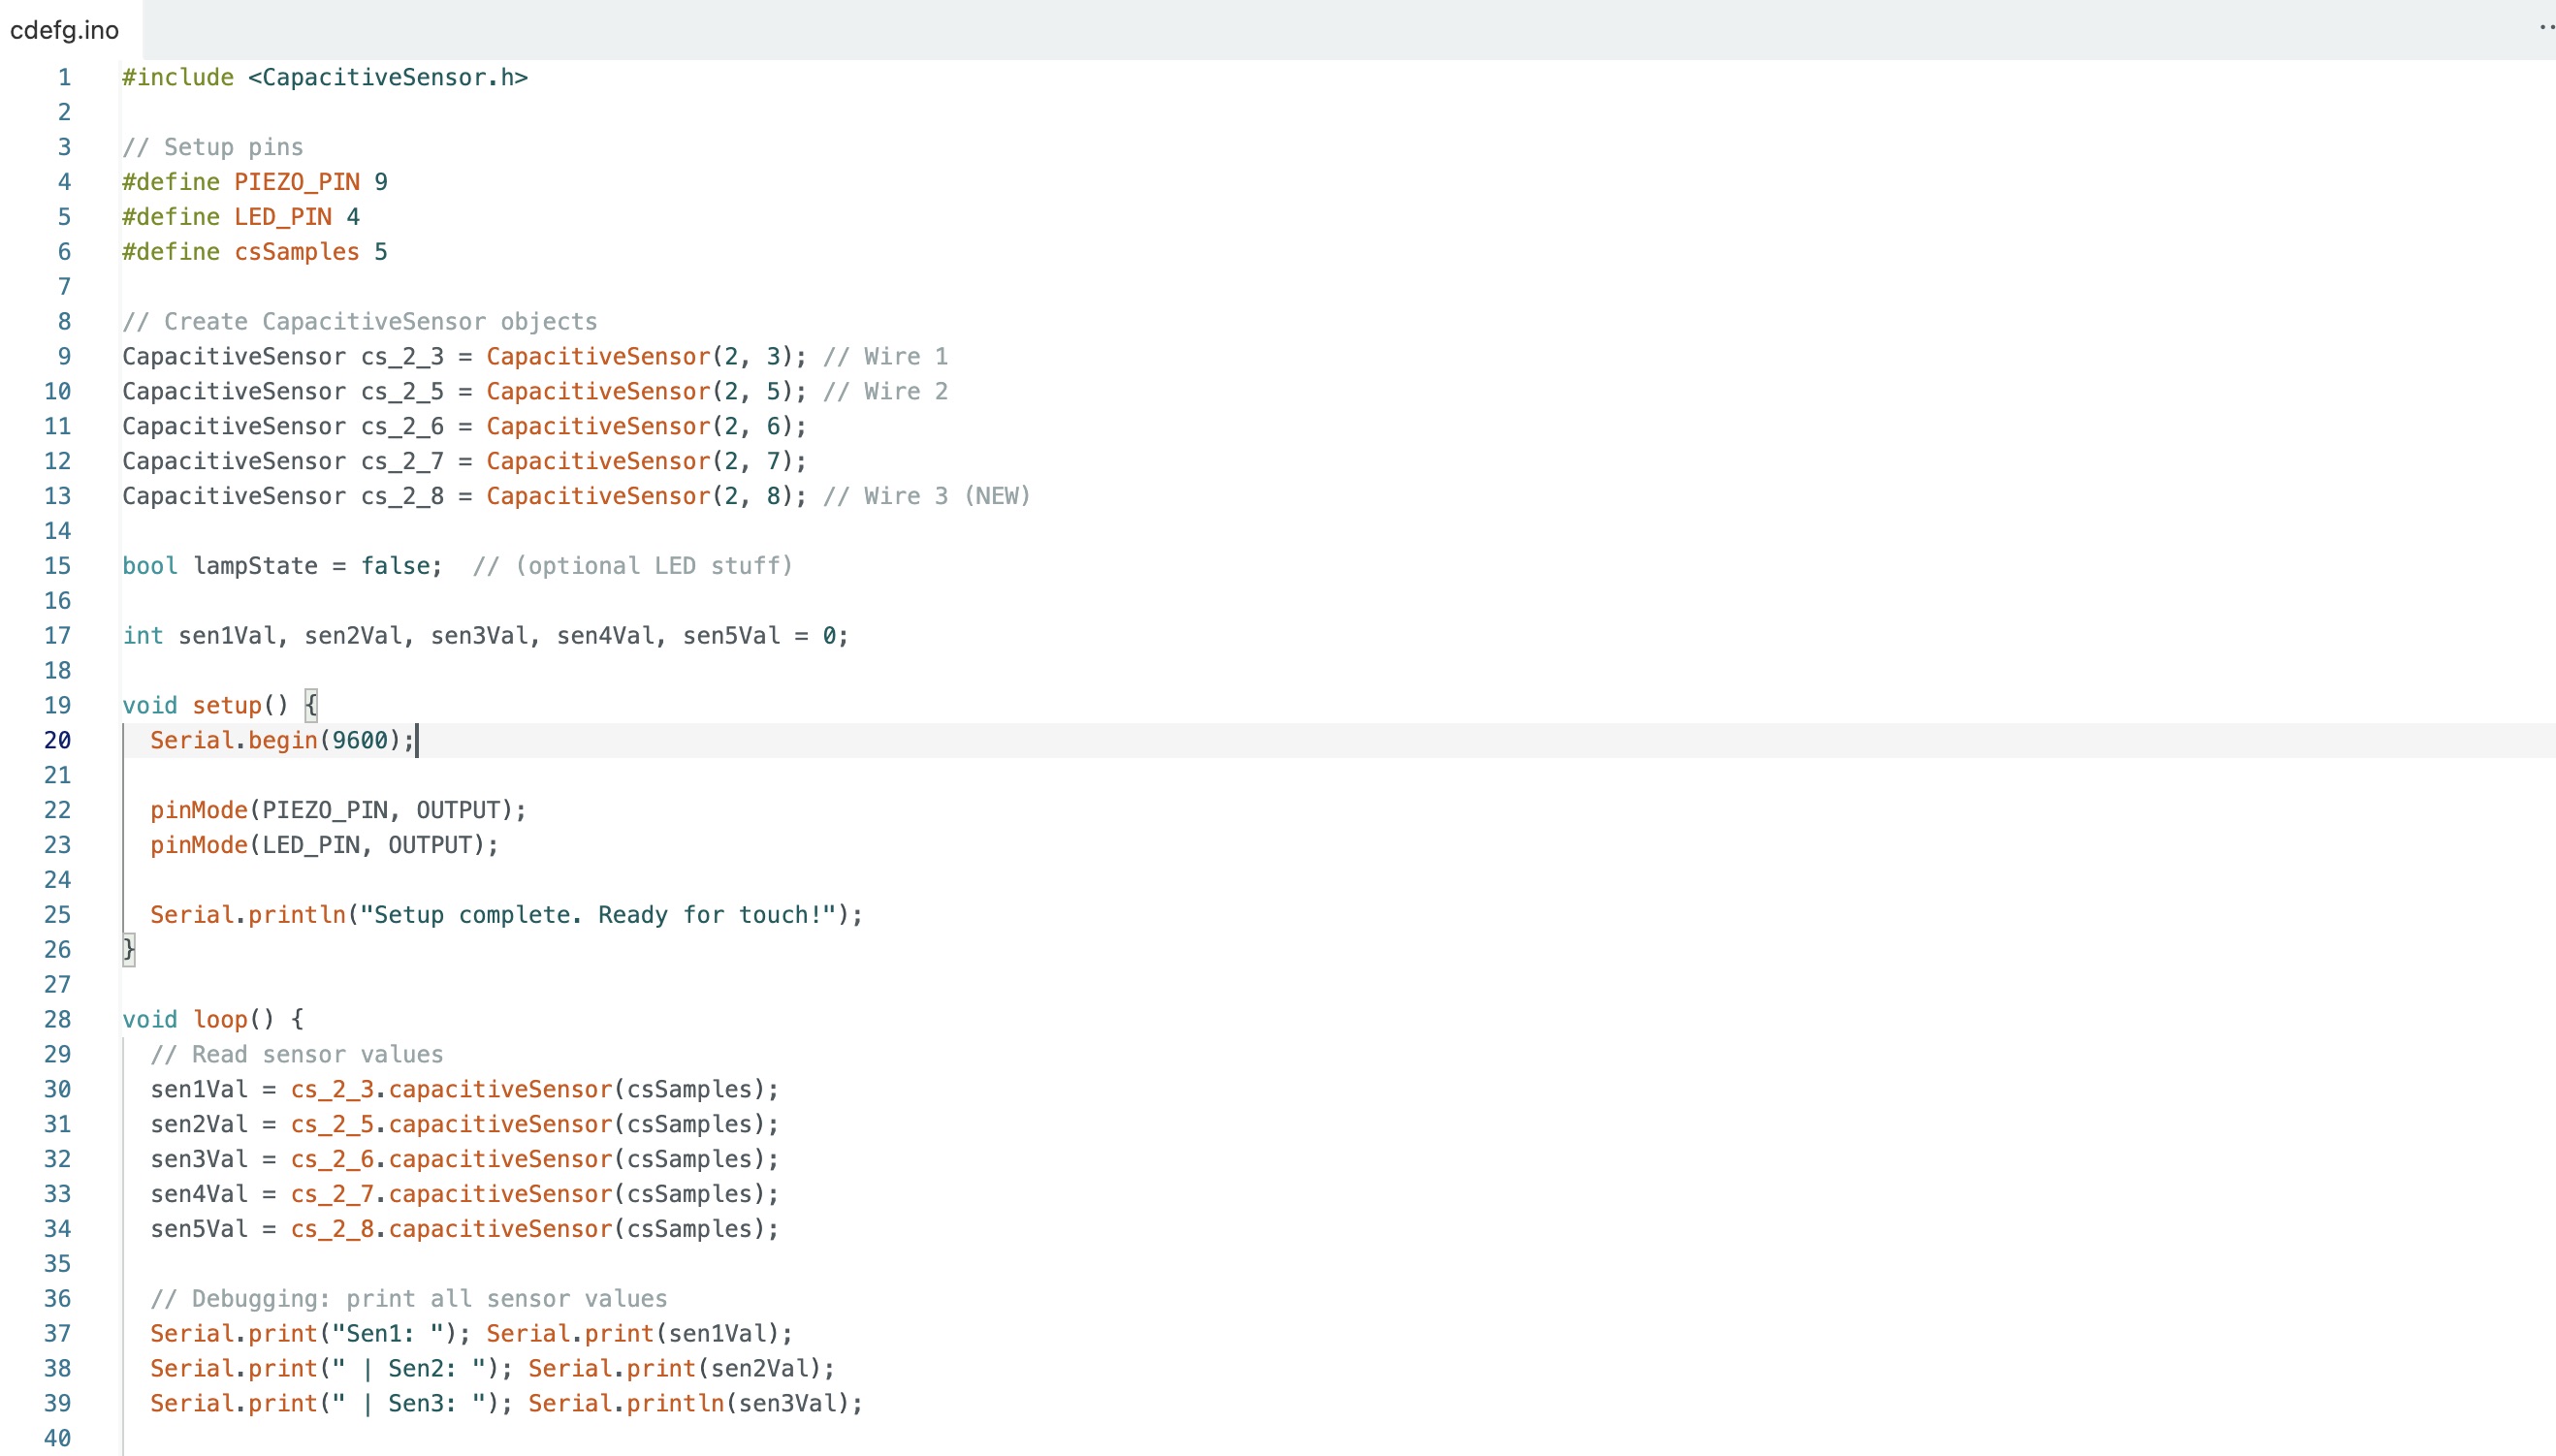 cdefg.ino
1 #include <CapacitiveSensor.h>
2
3 // Setup pins
4 #define PIEZO_PIN 9
5 #define LED_PIN 4
6 #define csSamples 5
7
8 // Create CapacitiveSensor objects
9 CapacitiveSensor cs_2_3 = CapacitiveSensor(2, 3); // Wire 1
10 CapacitiveSensor cs_2_5 = CapacitiveSensor(2, 5); // Wire 2
11 CapacitiveSensor cs_2_6 = CapacitiveSensor(2, 6);
12 CapacitiveSensor cs_2_7 = CapacitiveSensor(2, 7);
13 CapacitiveSensor cs_2_8 = CapacitiveSensor(2, 8); // Wire 3 (NEW)
14
15 bool lampState = false;  // (optional LED stuff)
16
17 int sen1Val, sen2Val, sen3Val, sen4Val, sen5Val = 0;
18
19 void setup() {
20   Serial.begin(9600);
21
22   pinMode(PIEZO_PIN, OUTPUT);
23   pinMode(LED_PIN, OUTPUT);
24
25   Serial.println("Setup complete. Ready for touch!");
26 }
27
28 void loop() {
29   // Read sensor values
30   sen1Val = cs_2_3.capacitiveSensor(csSamples);
31   sen2Val = cs_2_5.capacitiveSensor(csSamples);
32   sen3Val = cs_2_6.capacitiveSensor(csSamples);
33   sen4Val = cs_2_7.capacitiveSensor(csSamples);
34   sen5Val = cs_2_8.capacitiveSensor(csSamples);
35
36   // Debugging: print all sensor values
37   Serial.print("Sen1: "); Serial.print(sen1Val);
38   Serial.print(" | Sen2: "); Serial.print(sen2Val);
39   Serial.print(" | Sen3: "); Serial.println(sen3Val);
40